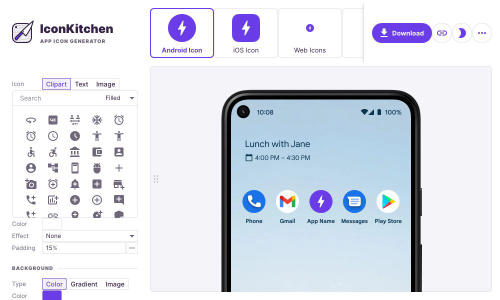 IconKitchen
APP ICON GENERATOR
Android Icon
iOS Icon
Web Icons
Download
Icon
Clipart
Text
Image
Search
Filled
Color
Effect
None
Padding
15%
BACKGROUND
Type
Color
Gradient
Image
Color
10:08
100%
Lunch with Jane
4:00 PM – 4:30 PM
Phone
Gmail
App Name
Messages
Play Store